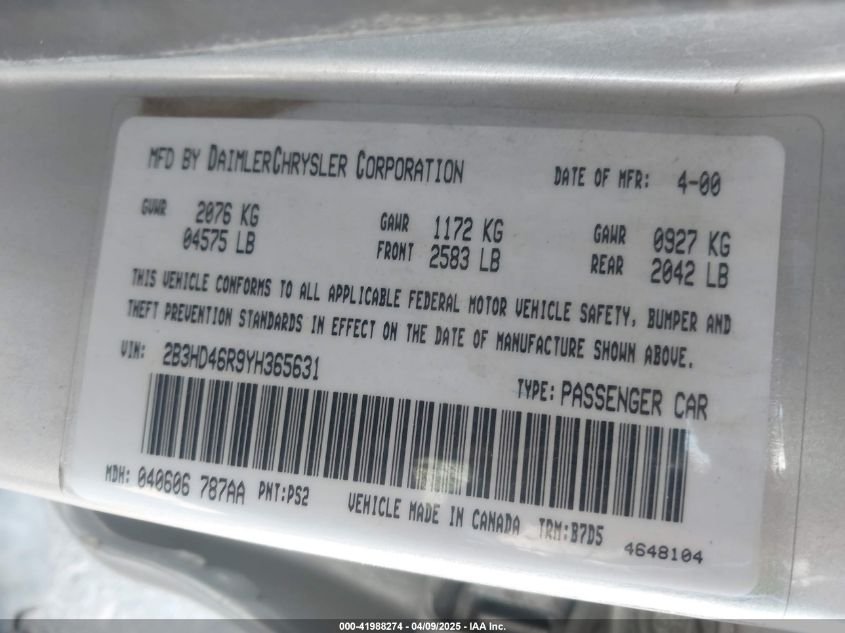 MFD BY DAIMLERCHRYSLER CORPORATION DATE OF MFR: 4-00
GVWR 2076 KG GAWR 1172 KG GAWR 0927 KG
04575 LB FRONT 2583 LB REAR 2042 LB
THIS VEHICLE CONFORMS TO ALL APPLICABLE FEDERAL MOTOR VEHICLE SAFETY, BUMPER AND
THEFT PREVENTION STANDARDS IN EFFECT ON THE DATE OF MANUFACTURE SHOWN ABOVE.
VIN: 2B3HD46R9YH365631 TYPE: PASSENGER CAR
MDH: 040606 787AA PNT:PS2 VEHICLE MADE IN CANADA TRM:B7D5
4648104
000-41988274 | 04/09/2025 - IAA Inc.